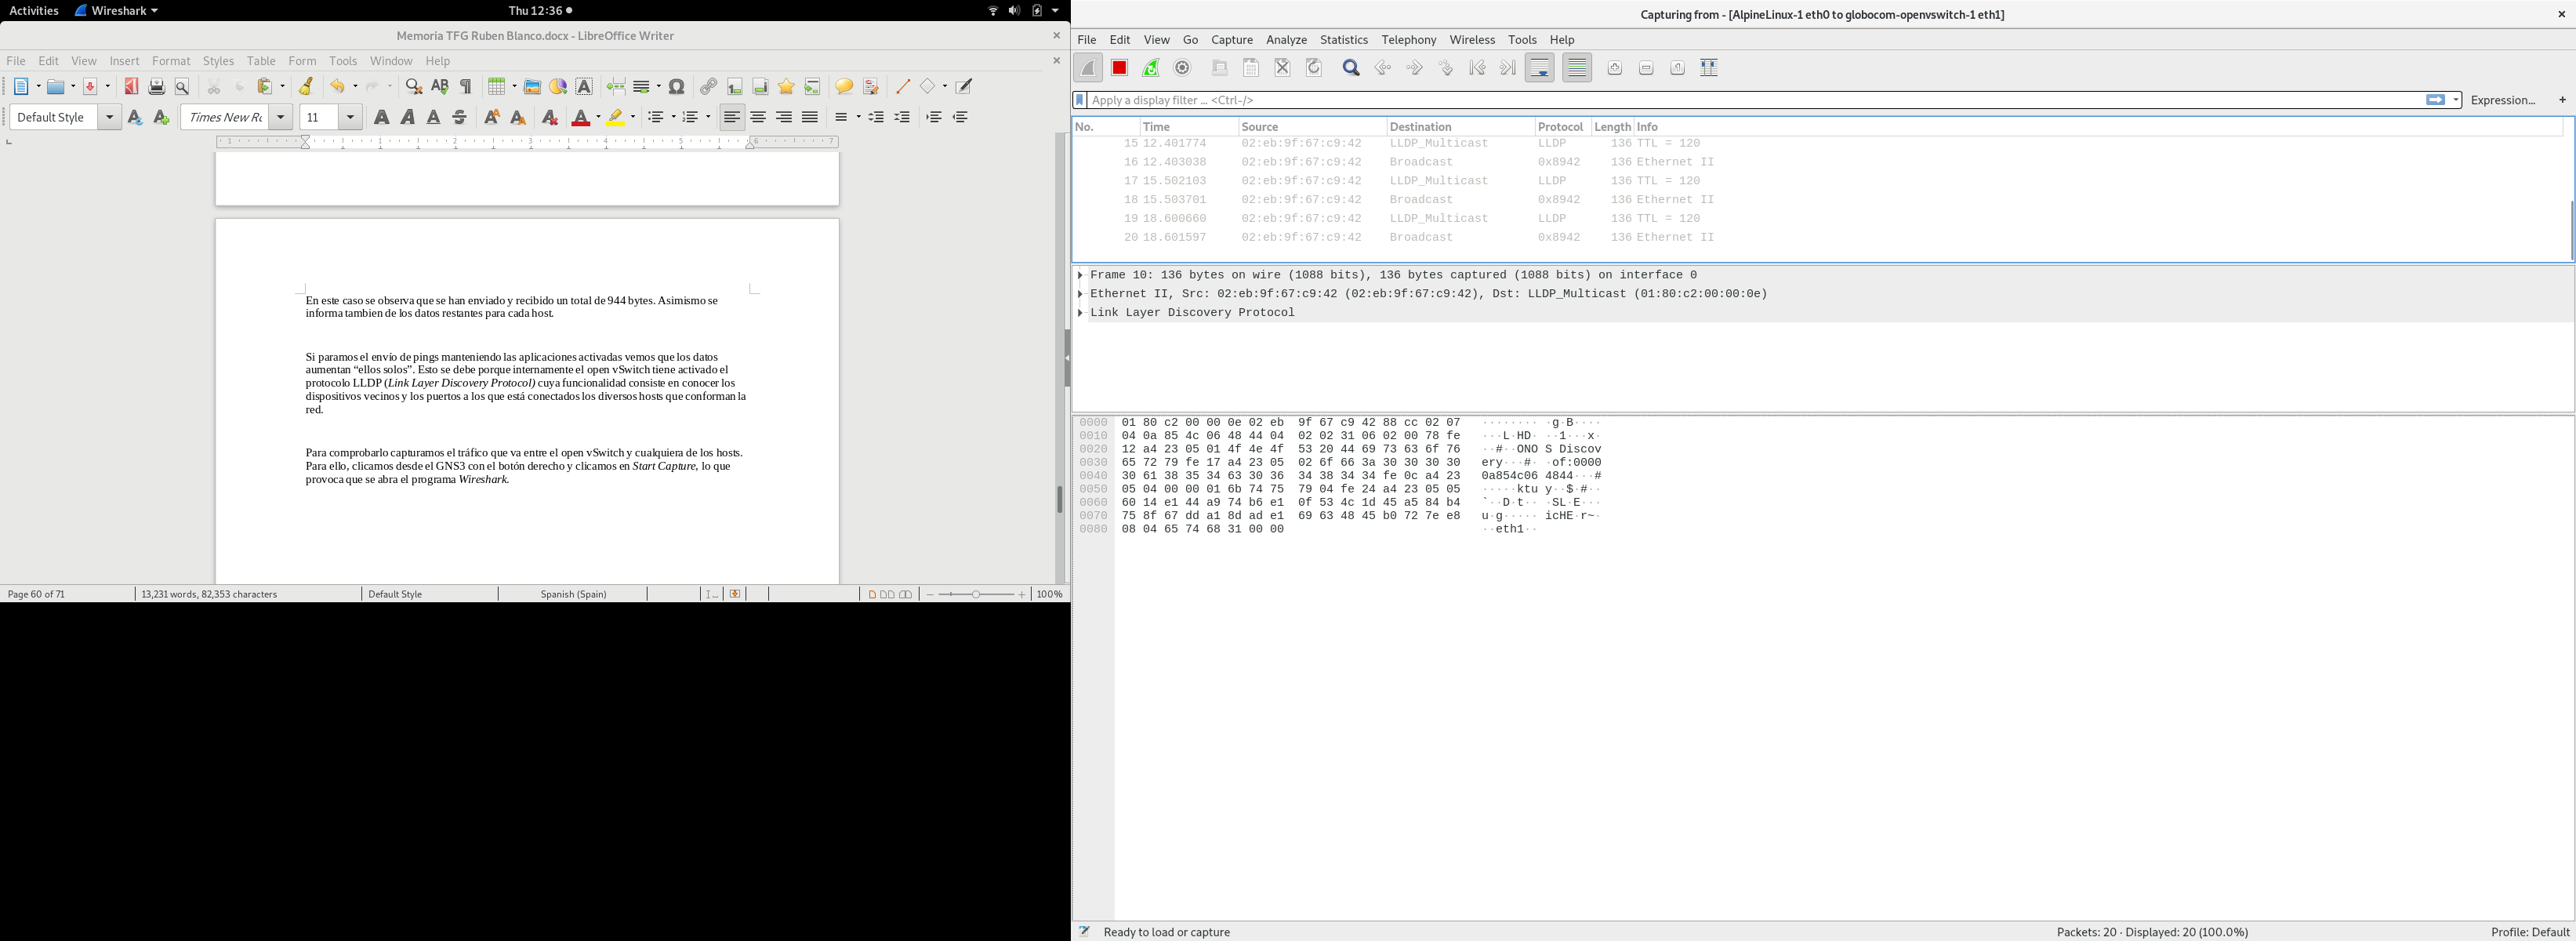 Activities Wireshark Thu 12:36
Memoria TFG Ruben Blanco.docx - LibreOffice Writer
File Edit View Insert Format Styles Table Form Tools Window Help
Default Style Times New Ro 11
1 1 2 3 4 5 6 7
En este caso se observa que se han enviado y recibido un total de 944 bytes. Asimismo se
informa tambien de los datos restantes para cada host.
Si paramos el envío de pings manteniendo las aplicaciones activadas vemos que los datos
aumentan “ellos solos”. Esto se debe porque internamente el open vSwitch tiene activado el
protocolo LLDP (Link Layer Discovery Protocol) cuya funcionalidad consiste en conocer los
dispositivos vecinos y los puertos a los que está conectados los diversos hosts que conforman la
red.
Para comprobarlo capturamos el tráfico que va entre el open vSwitch y cualquiera de los hosts.
Para ello, clicamos desde el GNS3 con el botón derecho y clicamos en Start Capture, lo que
provoca que se abra el programa Wireshark.
Page 60 of 71 13,231 words, 82,353 characters Default Style Spanish (Spain) 100%
Capturing from - [AlpineLinux-1 eth0 to globocom-openvswitch-1 eth1]
File Edit View Go Capture Analyze Statistics Telephony Wireless Tools Help
Apply a display filter ... <Ctrl-/> Expression... +
No. Time Source Destination Protocol Length Info
15 12.401774 02:eb:9f:67:c9:42 LLDP_Multicast LLDP 136 TTL = 120
16 12.403038 02:eb:9f:67:c9:42 Broadcast 0x8942 136 Ethernet II
17 15.502103 02:eb:9f:67:c9:42 LLDP_Multicast LLDP 136 TTL = 120
18 15.503701 02:eb:9f:67:c9:42 Broadcast 0x8942 136 Ethernet II
19 18.600660 02:eb:9f:67:c9:42 LLDP_Multicast LLDP 136 TTL = 120
20 18.601597 02:eb:9f:67:c9:42 Broadcast 0x8942 136 Ethernet II
Frame 10: 136 bytes on wire (1088 bits), 136 bytes captured (1088 bits) on interface 0
Ethernet II, Src: 02:eb:9f:67:c9:42 (02:eb:9f:67:c9:42), Dst: LLDP_Multicast (01:80:c2:00:00:0e)
Link Layer Discovery Protocol
0000 01 80 c2 00 00 0e 02 eb 9f 67 c9 42 88 cc 02 07 ········ ·g·B····
0010 04 0a 85 4c 06 48 44 04 02 02 31 06 02 00 78 fe ···L·HD· ··1···x·
0020 12 a4 23 05 01 4f 4e 4f 53 20 44 69 73 63 6f 76 ··#··ONO S Discov
0030 65 72 79 fe 17 a4 23 05 02 6f 66 3a 30 30 30 30 ery···#· ·of:0000
0040 30 61 38 35 34 63 30 36 34 38 34 34 fe 0c a4 23 0a854c06 4844···#
0050 05 04 00 00 01 6b 74 75 79 04 fe 24 a4 23 05 05 ·····ktu y··$·#··
0060 60 14 e1 44 a9 74 b6 e1 0f 53 4c 1d 45 a5 84 b4 `··D·t·· ·SL·E···
0070 75 8f 67 dd a1 8d ad e1 69 63 48 45 b0 72 7e e8 u·g····· icHE·r~·
0080 08 04 65 74 68 31 00 00 ··eth1··
Ready to load or capture Packets: 20 · Displayed: 20 (100.0%) Profile: Default